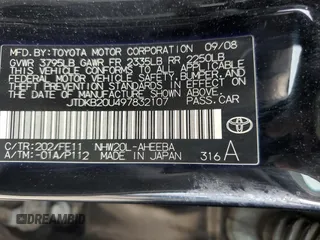 MFD. BY: TOYOTA MOTOR CORPORATION 09/08
GVWR 3795LB GAWR FR 2335LB RR 2250LB
THIS VEHICLE CONFORMS TO ALL APPLICABLE
FEDERAL MOTOR VEHICLE SAFETY, BUMPER, AND
THEFT PREVENTION STANDARDS IN EFFECT ON THE
DATE OF MANUFACTURE SHOWN ABOVE.
JTDKB20U497832107 PASS.CAR
C/TR:202/FE11 NHW20L-AHEEBA
A/TM:-01A/P112 MADE IN JAPAN 316 A